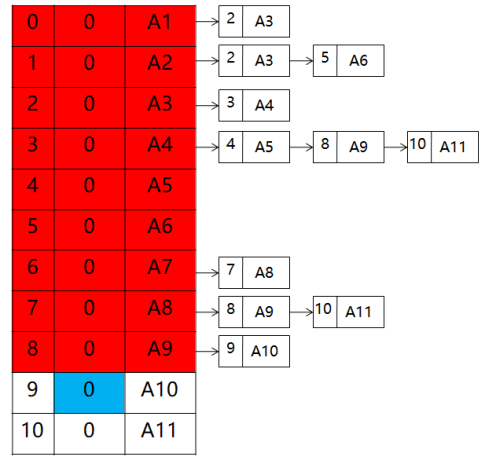 0 0 A1 2 A3
1 0 A2 2 A3 5 A6
2 0 A3 3 A4
3 0 A4 4 A5 8 A9 10 A11
4 0 A5
5 0 A6
6 0 A7 7 A8
7 0 A8 8 A9 10 A11
8 0 A9 9 A10
9 0 A10
10 0 A11